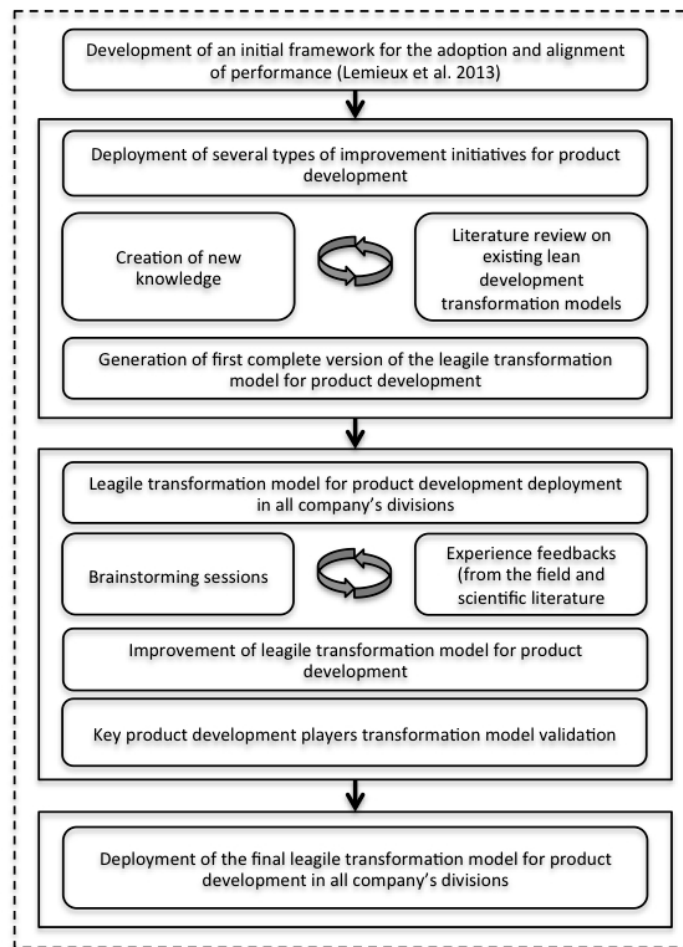 Development of an initial framework for the adoption and alignment
of performance (Lemieux et al. 2013)
Deployment of several types of improvement initiatives for product
development
Creation of new
knowledge
Literature review on
existing lean
development
transformation models
Generation of first complete version of the leagile transformation
model for product development
Leagile transformation model for product development deployment
in all company's divisions
Brainstorming sessions
Experience feedbacks
(from the field and
scientific literature
Improvement of leagile transformation model for product
development
Key product development players transformation model validation
Deployment of the final leagile transformation model for product
development in all company's divisions